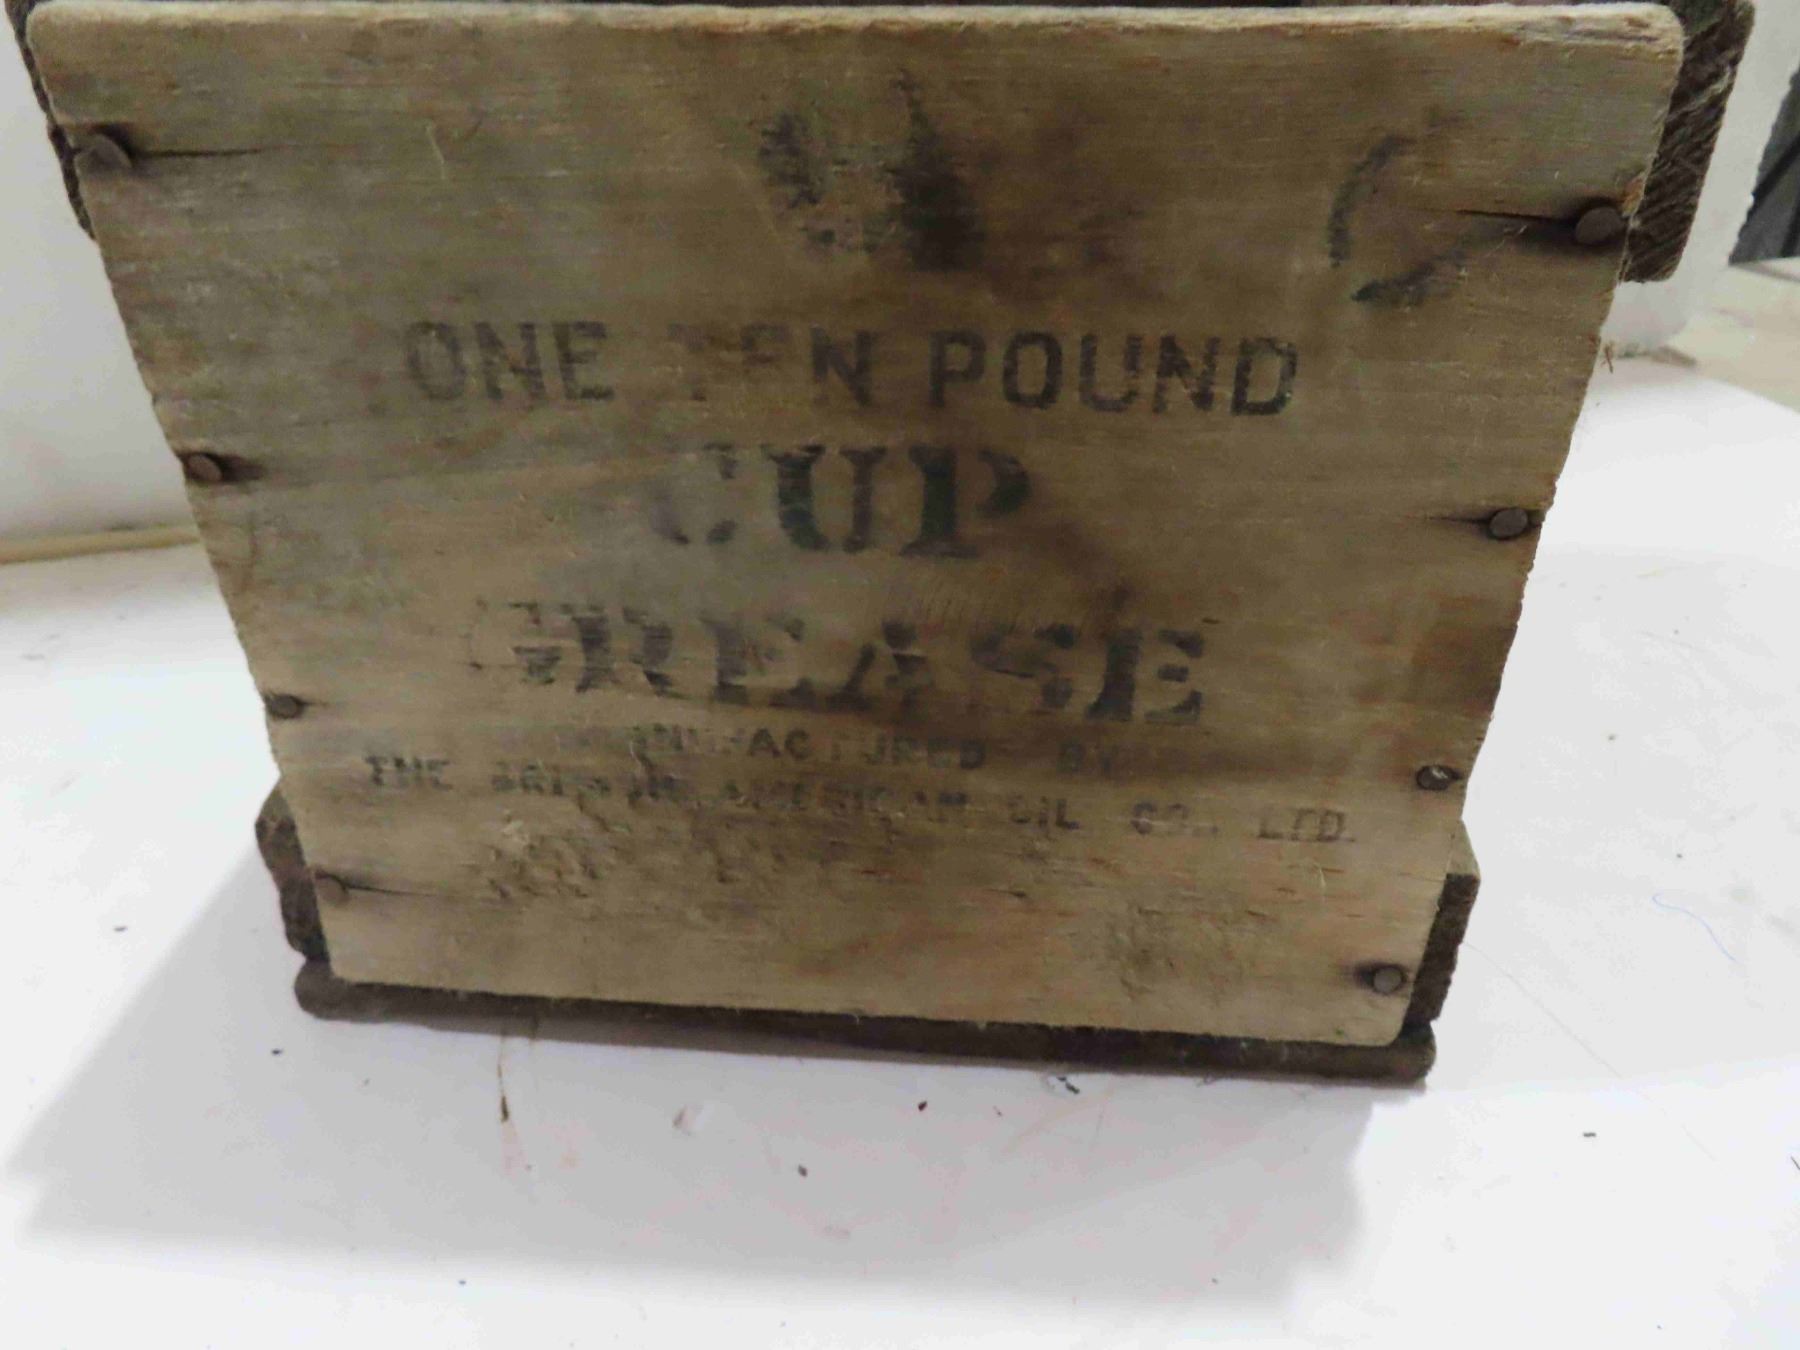 ONE TEN POUND
CUP
GREASE
MANUFACTURED BY
THE BRITISH AMERICAN OIL CO. LTD.